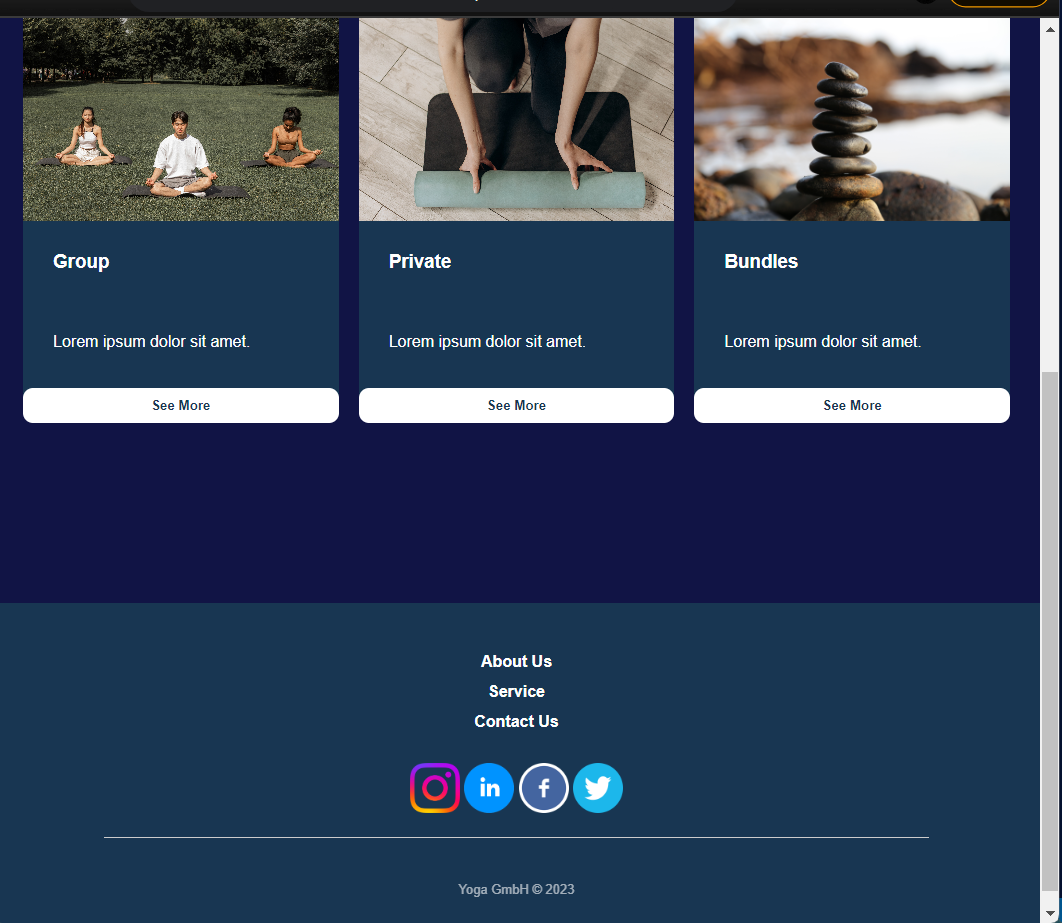 Group
Private
Bundles
Lorem ipsum dolor sit amet.
Lorem ipsum dolor sit amet.
Lorem ipsum dolor sit amet.
See More
See More
See More
About Us
Service
Contact Us
in
f
Yoga GmbH © 2023